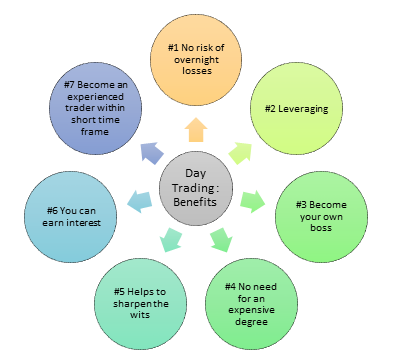 #1 No risk of
overnight
losses
#2 Leveraging
#3 Become
your own
boss
#4 No need
for an
expensive
degree
#5 Helps to
sharpen the
wits
#6 You can
earn interest
#7 Become an
experienced
trader within
short time
frame
Day
Trading:
Benefits